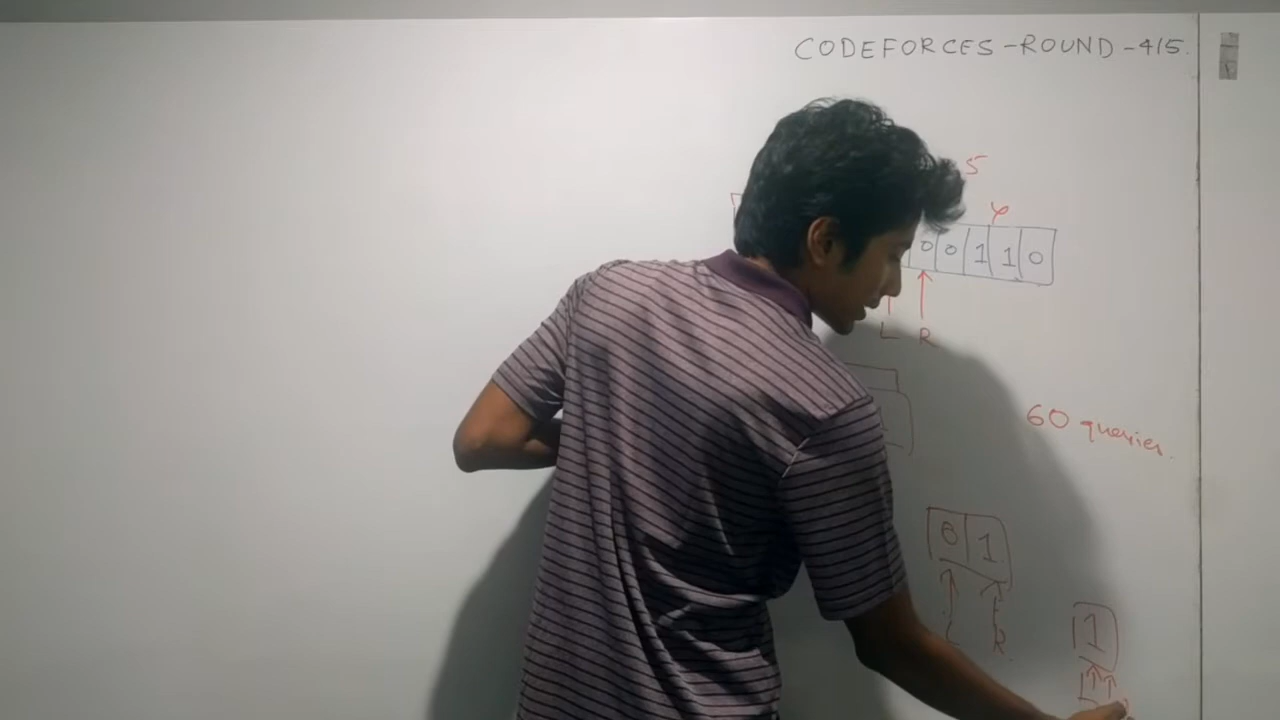 CODEFORCES-ROUND-415.
5
y
0 0 1 1 0
L R
60 queries.
0 1
R
1
L